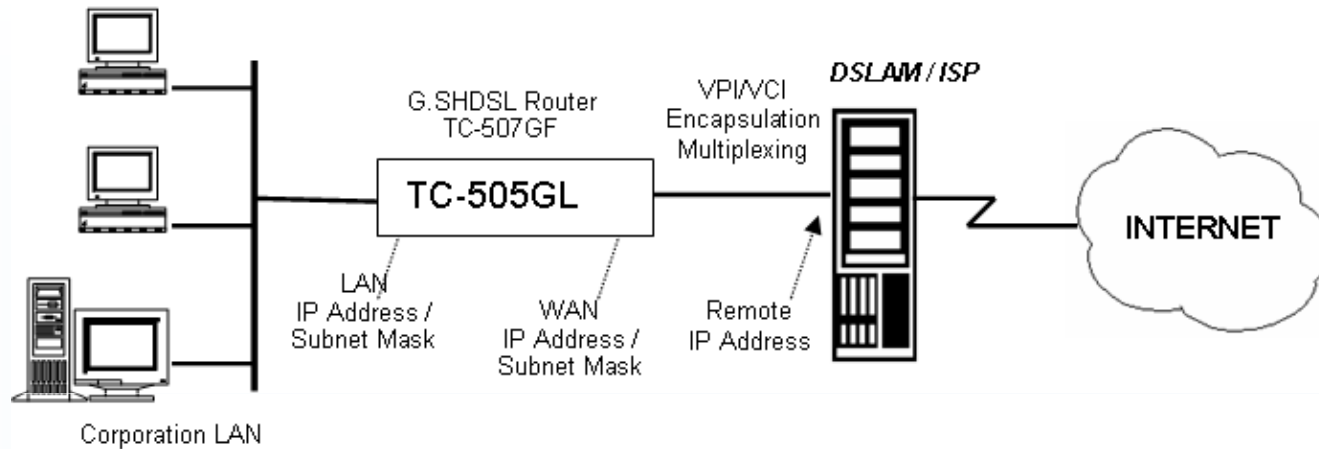 G.SHDSL Router
TC-507GF
TC-505GL
LAN
IP Address /
Subnet Mask
WAN
IP Address /
Subnet Mask
VPI/VCI
Encapsulation
Multiplexing
Remote
IP Address
DSLAM / ISP
INTERNET
Corporation LAN